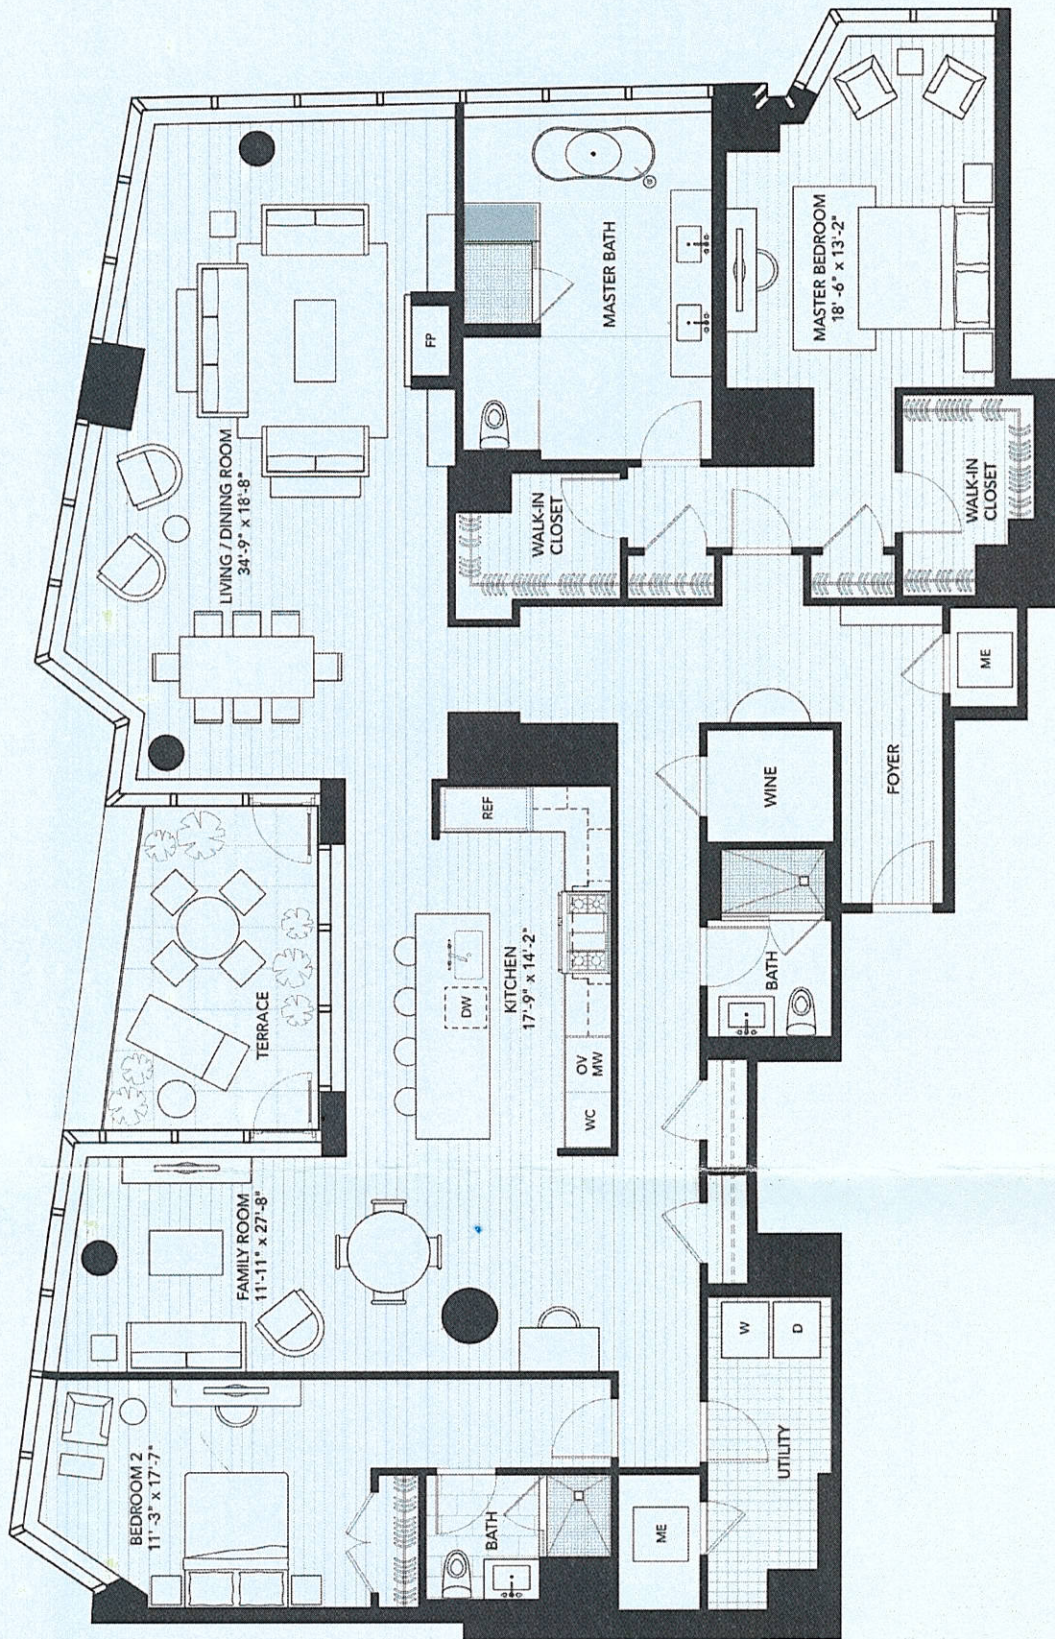 BEDROOM 2
11'-3" x 17'-7"
FAMILY ROOM
11'-11" x 27'-8"
TERRACE
LIVING / DINING ROOM
34'-9" x 18'-8"
FP
BATH
ME
UTILITY
W
D
WC
OV
MW
DW
KITCHEN
17'-9" x 14'-2"
REF
BATH
WINE
FOYER
ME
WALK-IN
CLOSET
MASTER BATH
WALK-IN
CLOSET
MASTER BEDROOM
18'-6" x 13'-2"